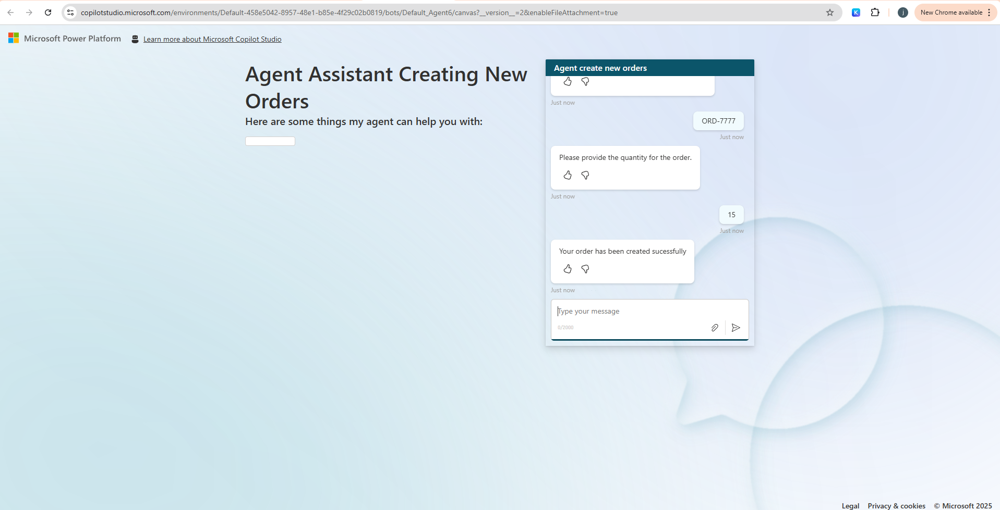 copilotstudio.microsoft.com/environments/Default-458e5042-8957-48e1-b85e-4f29c02b0819/bots/Default_Agent6/canvas?__version__=2&enableFileAttachment=true
K
j
New Chrome available
Microsoft Power Platform
Learn more about Microsoft Copilot Studio
Agent Assistant Creating New
Orders
Here are some things my agent can help you with:
Agent create new orders
Just now
ORD-7777
Just now
Please provide the quantity for the order.
Just now
15
Just now
Your order has been created sucessfully
Just now
Type your message
0/2000
Legal
Privacy & cookies
© Microsoft 2025